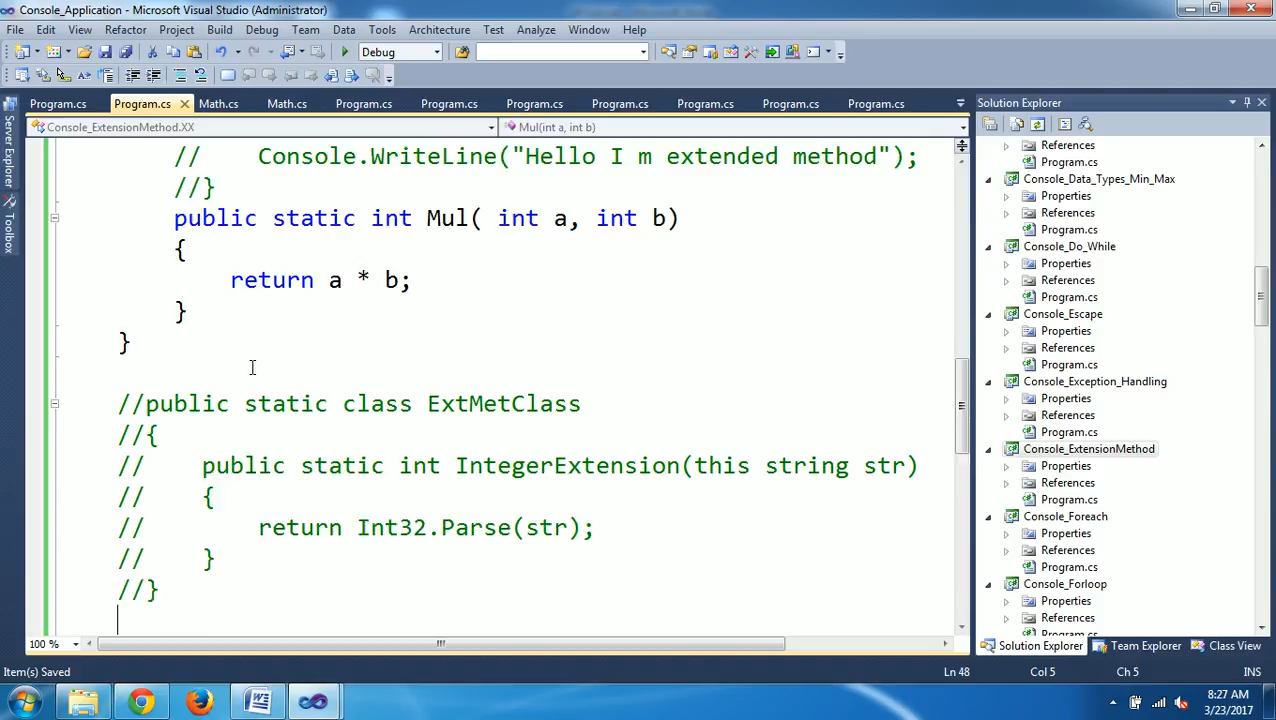 Console_Application - Microsoft Visual Studio (Administrator)
File Edit View Refactor Project Build Debug Team Data Tools Architecture Test Analyze Window Help
Debug
Program.cs Program.cs Math.cs Math.cs Program.cs Program.cs Program.cs Program.cs Program.cs Program.cs Program.cs
Console_ExtensionMethod.XX Mul(int a, int b)
// Console.WriteLine("Hello I m extended method");
//}
public static int Mul( int a, int b)
{
return a * b;
}
}
//public static class ExtMetClass
//{
// public static int IntegerExtension(this string str)
// {
// return Int32.Parse(str);
// }
//}
100 %
Server Explorer
Toolbox
Solution Explorer
References
Program.cs
Console_Data_Types_Min_Max
Properties
References
Program.cs
Console_Do_While
Properties
References
Program.cs
Console_Escape
Properties
References
Program.cs
Console_Exception_Handling
Properties
References
Program.cs
Console_ExtensionMethod
Properties
References
Program.cs
Console_Foreach
Properties
References
Program.cs
Console_Forloop
Properties
References
Program.cs
Solution Explorer Team Explorer Class View
Item(s) Saved Ln 48 Col 5 Ch 5 INS
8:27 AM
3/23/2017